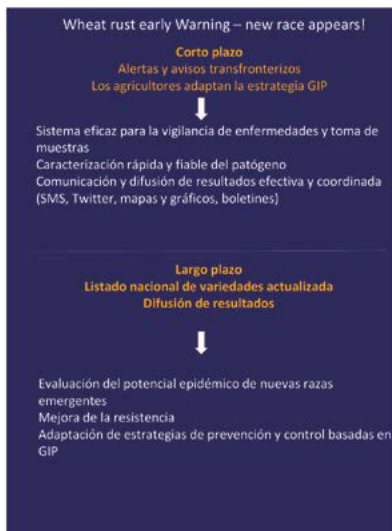 Wheat rust early Warning – new race appears!
Corto plazo
Alertas y avisos transfronterizos
Los agricultores adaptan la estrategia GIP
Sistema eficaz para la vigilancia de enfermedades y toma de
muestras
Caracterización rápida y fiable del patógeno
Comunicación y difusión de resultados efectiva y coordinada
(SMS, Twitter, mapas y gráficos, boletines)
Largo plazo
Listado nacional de variedades actualizada
Difusión de resultados
Evaluación del potencial epidémico de nuevas razas
emergentes
Mejora de la resistencia
Adaptación de estrategias de prevención y control basadas en
GIP